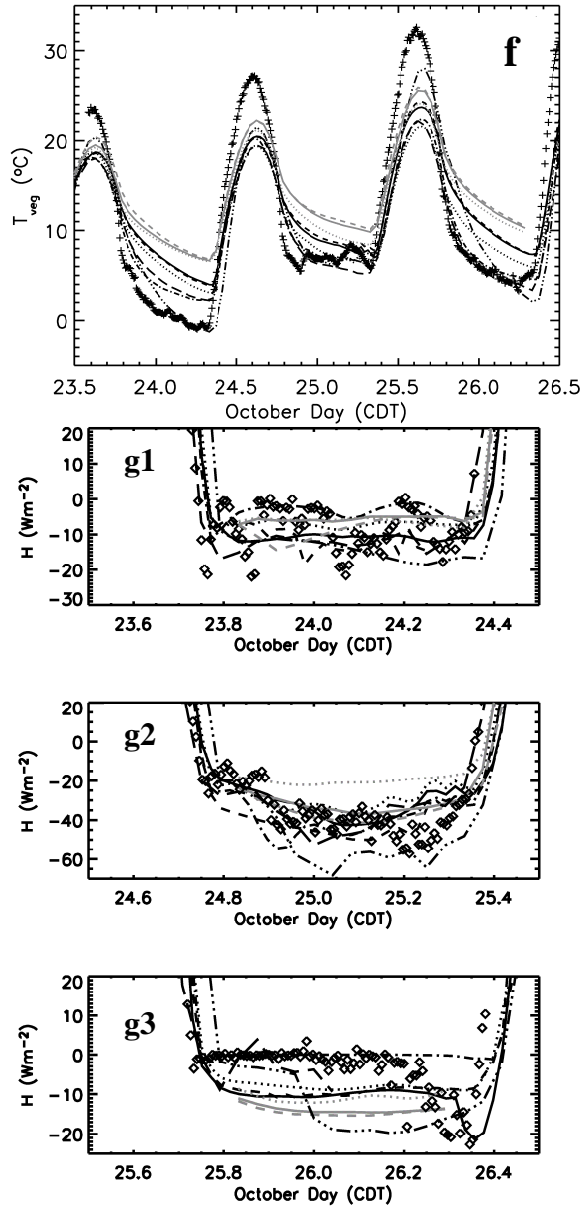 f
30
20
10
0
T veg (°C)
23.5 24.0 24.5 25.0 25.5 26.0 26.5
October Day (CDT)
g1
20
10
0
−10
−20
−30
H (Wm−2)
23.6 23.8 24.0 24.2 24.4
October Day (CDT)
g2
20
0
−20
−40
−60
H (Wm−2)
24.6 24.8 25.0 25.2 25.4
October Day (CDT)
g3
20
10
0
−10
−20
H (Wm−2)
25.6 25.8 26.0 26.2 26.4
October Day (CDT)